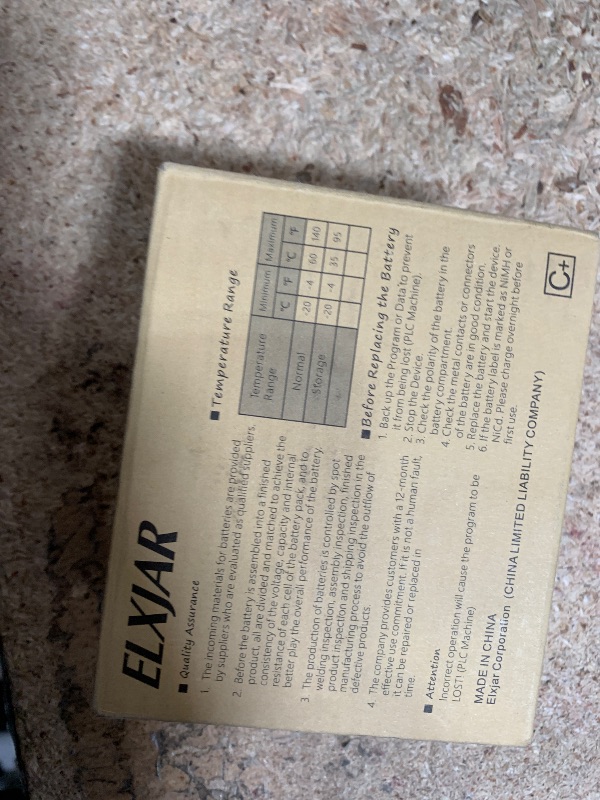 ELXJAR
■ Quality Assurance
1. The incoming materials for batteries are provided
by suppliers who are evaluated as qualified suppliers.
2. Before the battery is assembled into a finished
product, all are divided and matched to achieve the
consistency of the voltage, capacity and internal
resistance of each cell of the battery pack, and to
better play the overall performance of the battery.
3. The production of batteries is controlled by spot
welding inspection, assembly inspection, finished
product inspection and shipping inspection in the
manufacturing process to avoid the outflow of
defective products.
4. The company provides customers with a 12-month
effective use commitment. If it is not a human fault,
it can be repaired or replaced in
time.
■ Attention
Incorrect operation will cause the program to be
LOST! (PLC Machine)
MADE IN CHINA
Elxjar Corporation (CHINA LIMITED LIABILITY COMPANY)
■ Temperature Range
Temperature Range Minimum Maximum
°C °F °C °F
Normal -20 -4 60 140
Storage -20 -4 35 95
■ Before Replacing the Battery
1. Back up the Program or Data to prevent
it from being lost (PLC Machine).
2. Stop the Device.
3. Check the polarity of the battery in the
battery compartment.
4. Check the metal contacts or connectors
of the battery are in good condition.
5. Replace the battery and start the device.
6. If the battery label is marked as NiMH or
NiCd. Please charge overnight before
first use.
C+